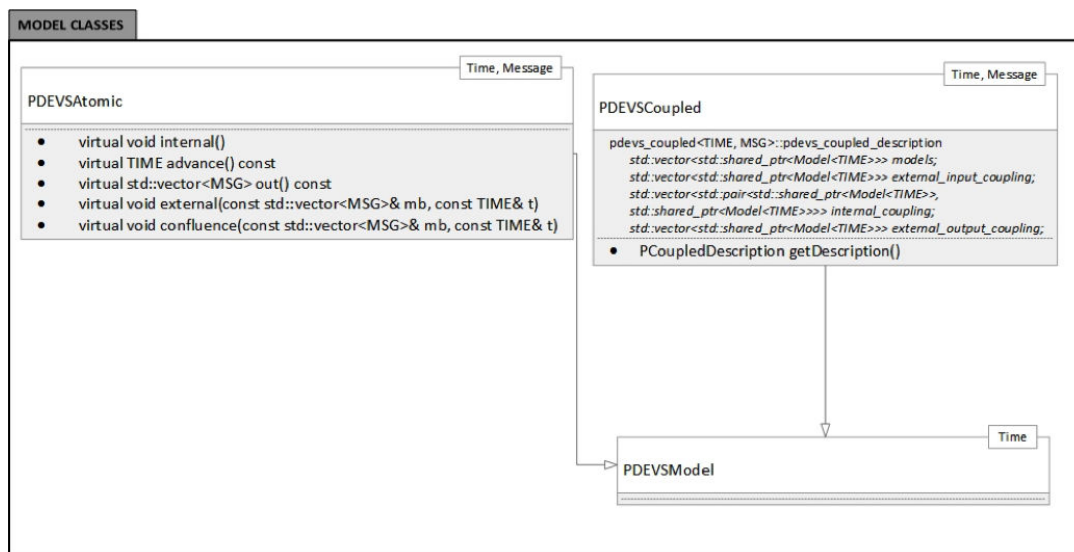 MODEL CLASSES
Time, Message
PDEVSAtomic
• virtual void internal()
• virtual TIME advance() const
• virtual std::vector<MSG> out() const
• virtual void external(const std::vector<MSG>& mb, const TIME& t)
• virtual void confluence(const std::vector<MSG>& mb, const TIME& t)
Time, Message
PDEVSCoupled
pdevs_coupled<TIME, MSG>::pdevs_coupled_description
std::vector<std::shared_ptr<Model<TIME>>> models;
std::vector<std::shared_ptr<Model<TIME>>> external_input_coupling;
std::vector<std::pair<std::shared_ptr<Model<TIME>>,
std::shared_ptr<Model<TIME>>>> internal_coupling;
std::vector<std::shared_ptr<Model<TIME>>> external_output_coupling;
• PCoupledDescription getDescription()
Time
PDEVSModel